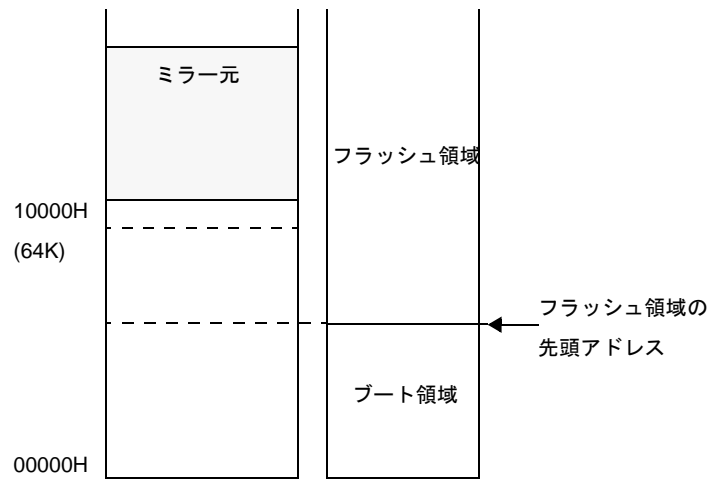 ミラー元
フラッシュ領域
10000H
(64K)
フラッシュ領域の
先頭アドレス
ブート領域
00000H